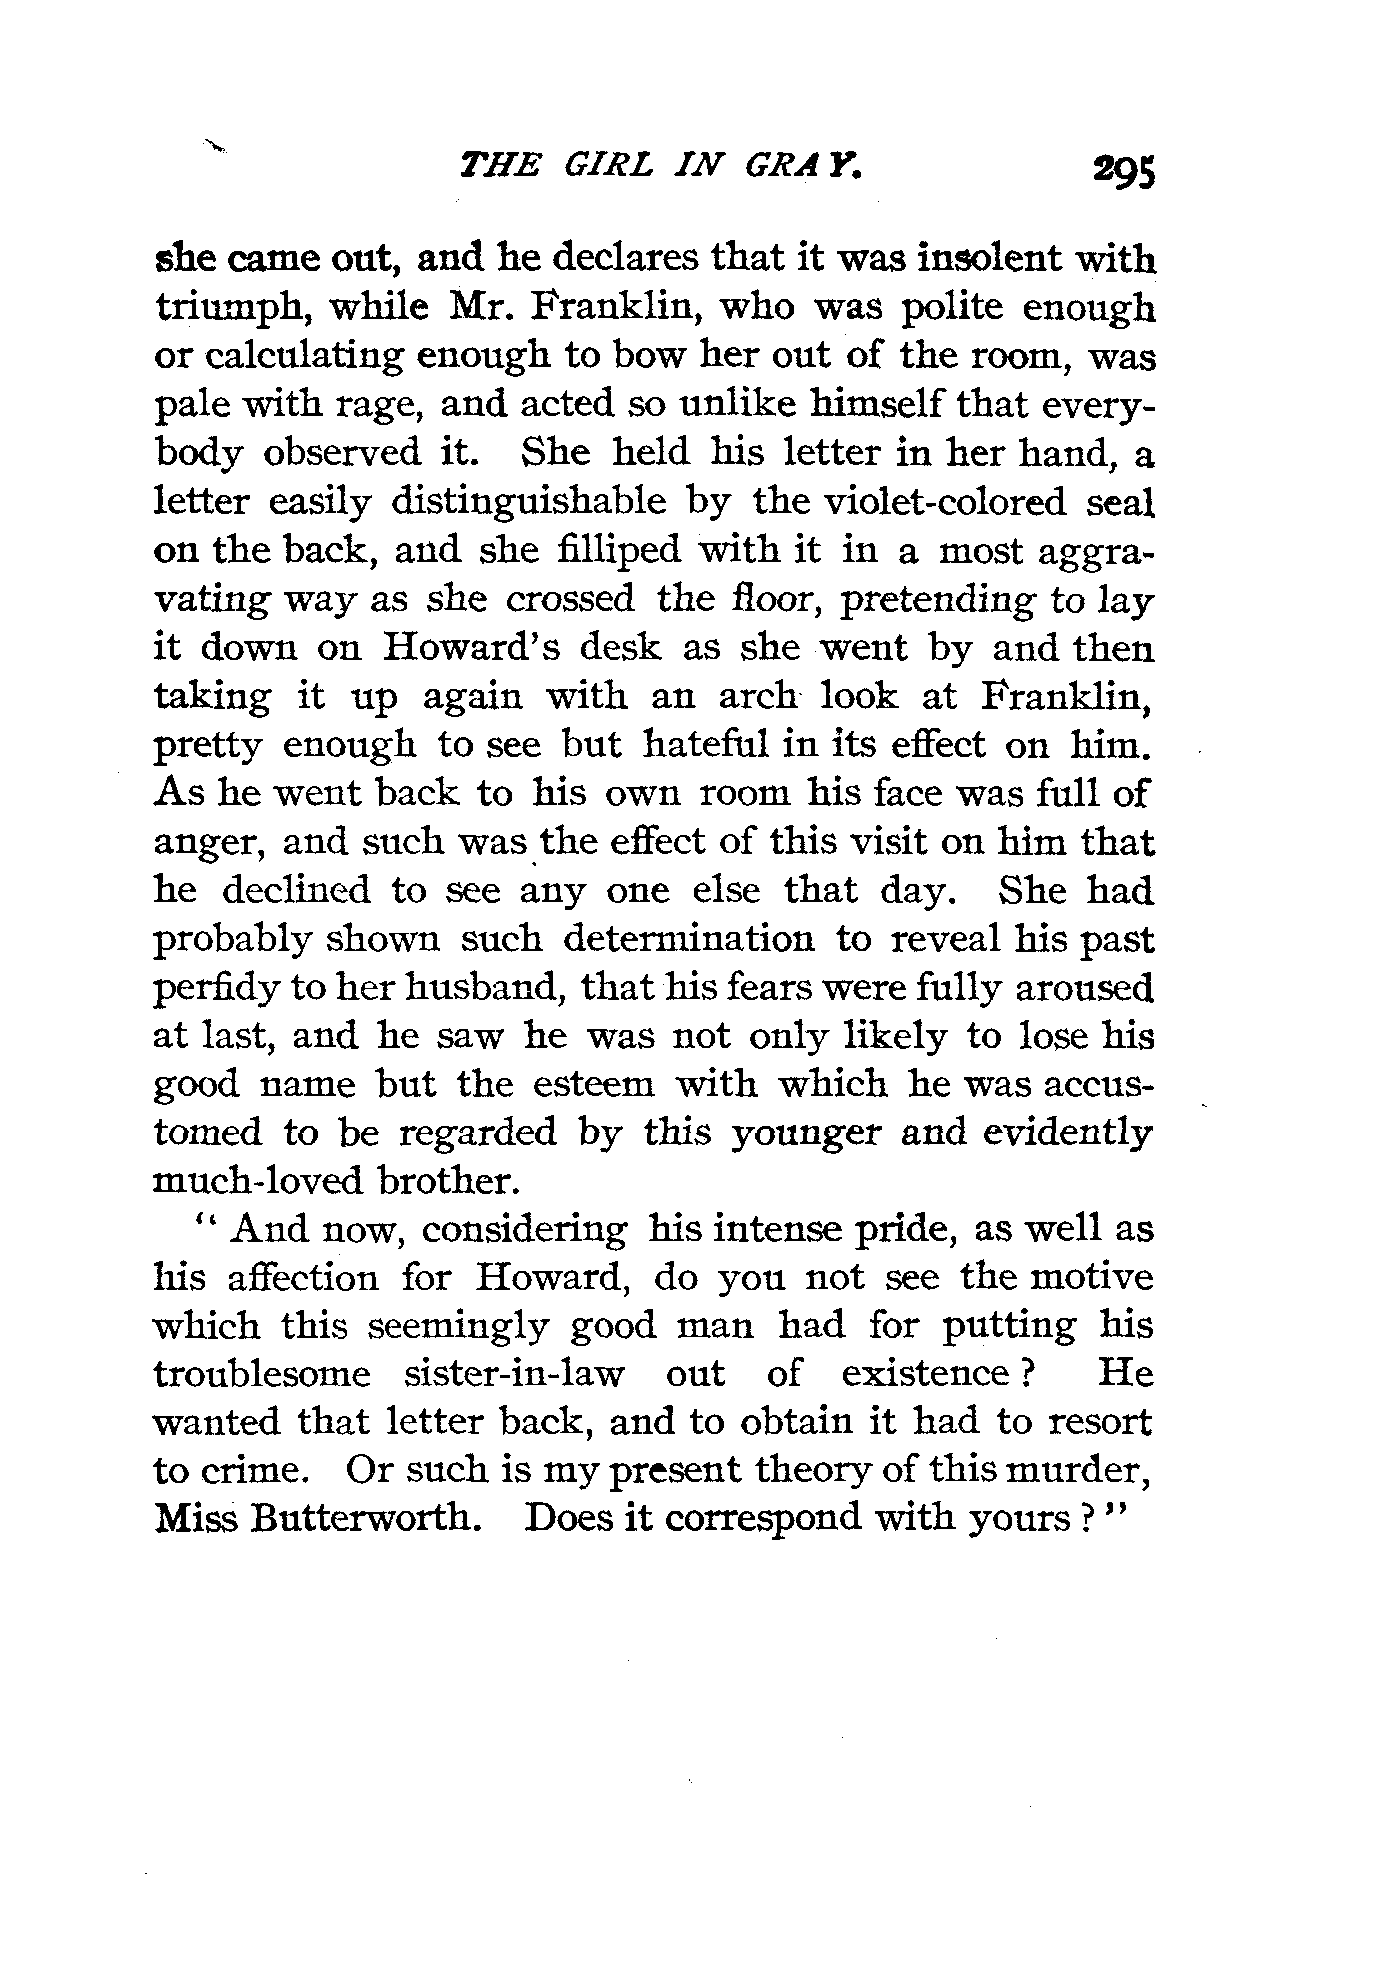 THE GIRL IN GRAY. 295
she came out, and he declares that it was insolent with
triumph, while Mr. Franklin, who was polite enough
or calculating enough to bow her out of the room, was
pale with rage, and acted so unlike himself that every-
body observed it. She held his letter in her hand, a
letter easily distinguishable by the violet-colored seal
on the back, and she filliped with it in a most aggra-
vating way as she crossed the floor, pretending to lay
it down on Howard's desk as she went by and then
taking it up again with an arch look at Franklin,
pretty enough to see but hateful in its effect on him.
As he went back to his own room his face was full of
anger, and such was the effect of this visit on him that
he declined to see any one else that day. She had
probably shown such determination to reveal his past
perfidy to her husband, that his fears were fully aroused
at last, and he saw he was not only likely to lose his
good name but the esteem with which he was accus-
tomed to be regarded by this younger and evidently
much-loved brother.
"And now, considering his intense pride, as well as
his affection for Howard, do you not see the motive
which this seemingly good man had for putting his
troublesome sister-in-law out of existence? He
wanted that letter back, and to obtain it had to resort
to crime. Or such is my present theory of this murder,
Miss Butterworth. Does it correspond with yours?"